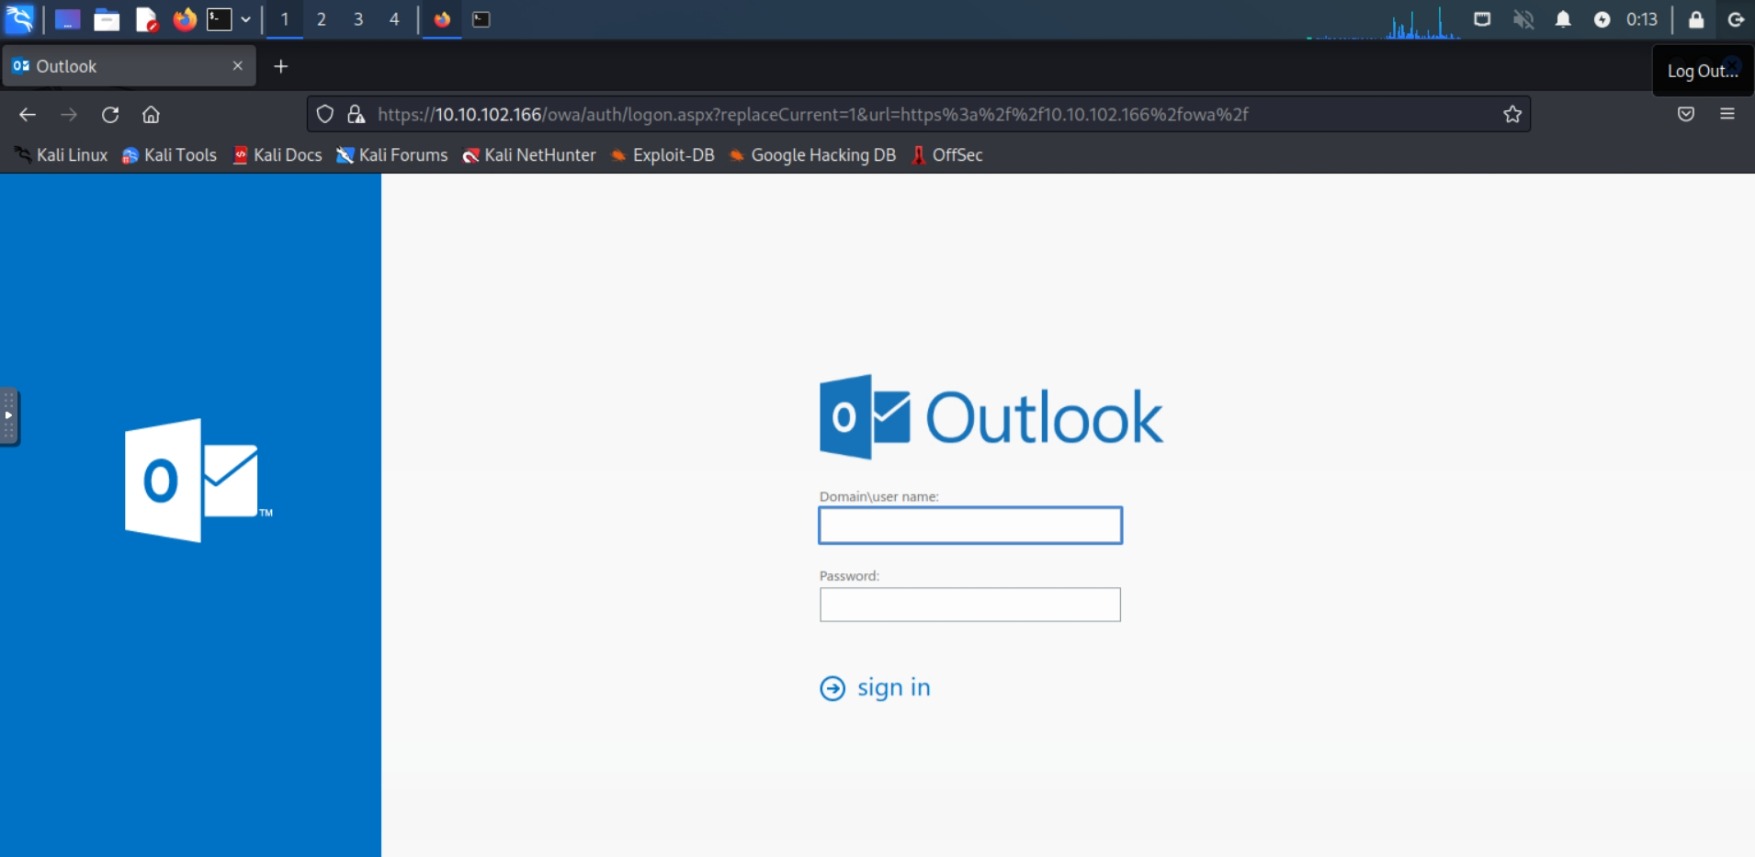 1 2 3 4 0:13
Outlook
Log Out...
https://10.10.102.166/owa/auth/logon.aspx?replaceCurrent=1&url=https%3a%2f%2f10.10.102.166%2fowa%2f
Kali Linux Kali Tools Kali Docs Kali Forums Kali NetHunter Exploit-DB Google Hacking DB OffSec
Outlook
Domain\user name:
TM
Password:
sign in